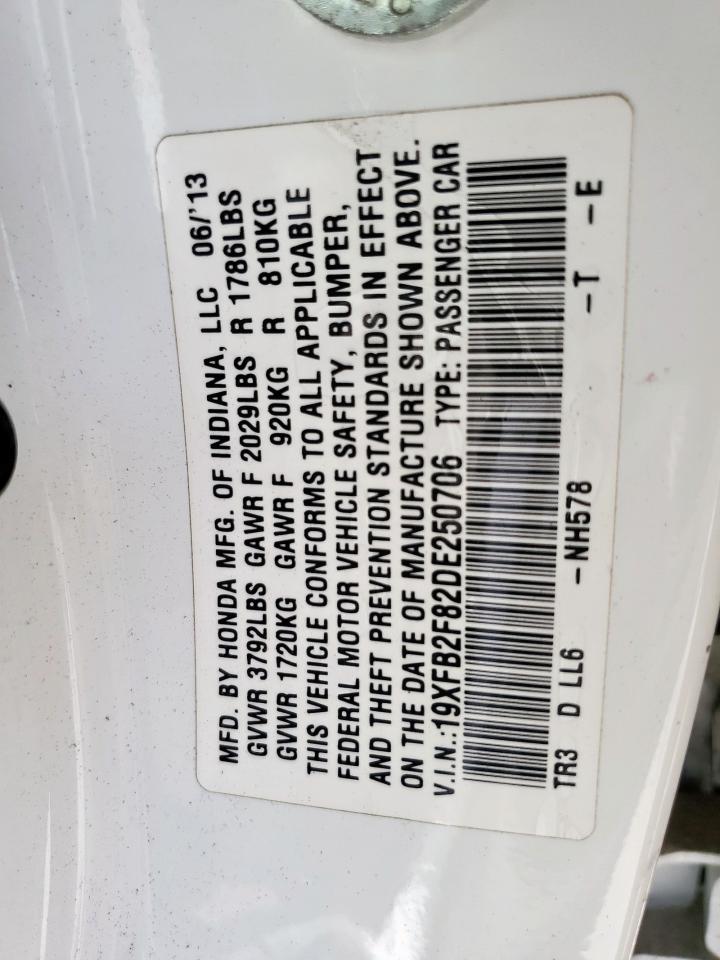 MFD. BY HONDA MFG. OF INDIANA, LLC 06/'13
GVWR 3792LBS GAWR F 2029LBS R 1786LBS
GVWR 1720KG GAWR F 920KG R 810KG
THIS VEHICLE CONFORMS TO ALL APPLICABLE
FEDERAL MOTOR VEHICLE SAFETY, BUMPER,
AND THEFT PREVENTION STANDARDS IN EFFECT
ON THE DATE OF MANUFACTURE SHOWN ABOVE.
V.I.N.:19XFB2F82DE250706 TYPE: PASSENGER CAR
TR3 D LL6 -NH578 -T -E